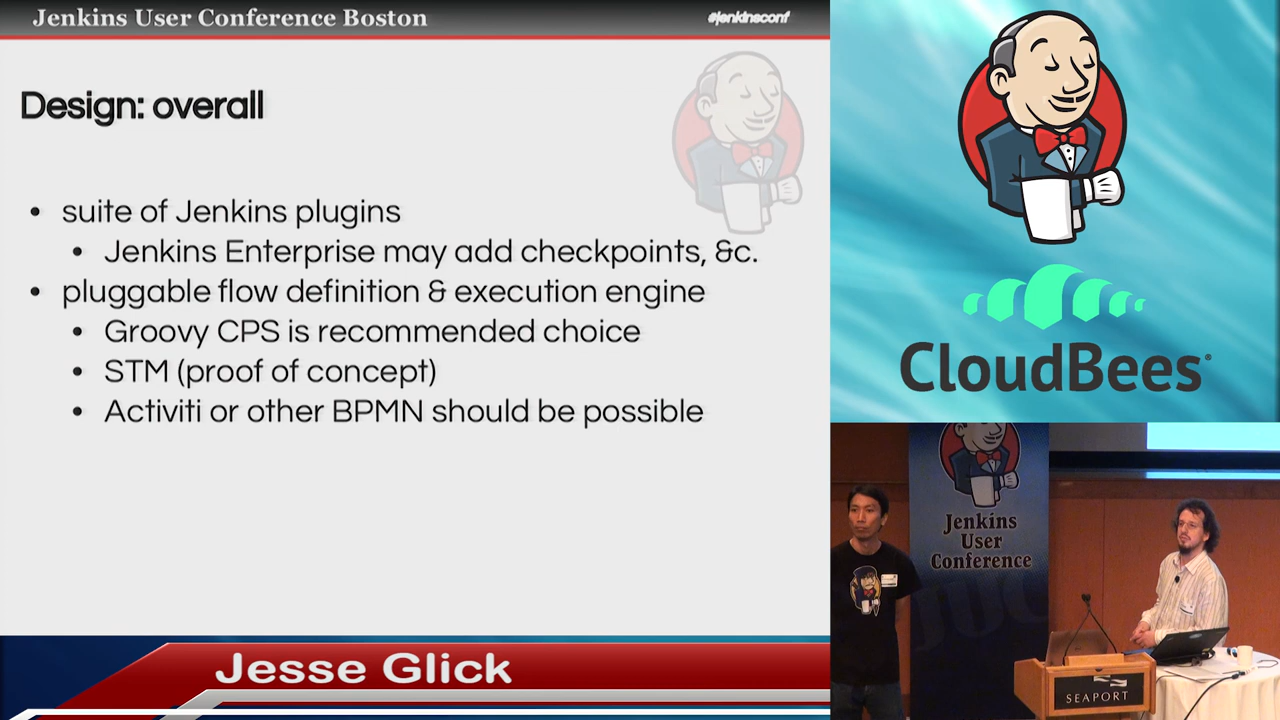 Jenkins User Conference Boston
#jenkinsconf
Design: overall
• suite of Jenkins plugins
• Jenkins Enterprise may add checkpoints, &c.
• pluggable flow definition & execution engine
• Groovy CPS is recommended choice
• STM (proof of concept)
• Activiti or other BPMN should be possible
Jesse Glick
CloudBees
Jenkins
User
Conference
JUC
SEAPORT